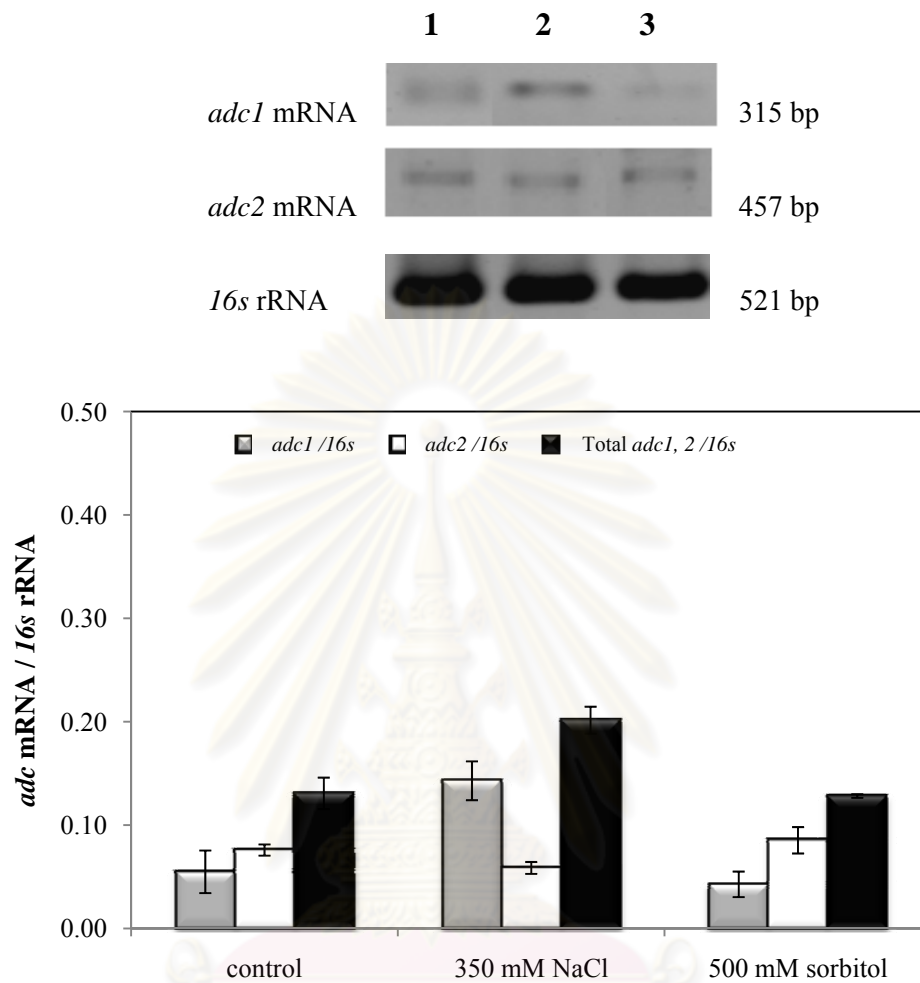 1 2 3
adc1 mRNA 315 bp
adc2 mRNA 457 bp
16s rRNA 521 bp
0.50
adc1 /16s adc2 /16s Total adc1, 2 /16s
0.40
0.30
0.20
0.10
0.00
adc mRNA / 16s rRNA
control 350 mM NaCl 500 mM sorbitol